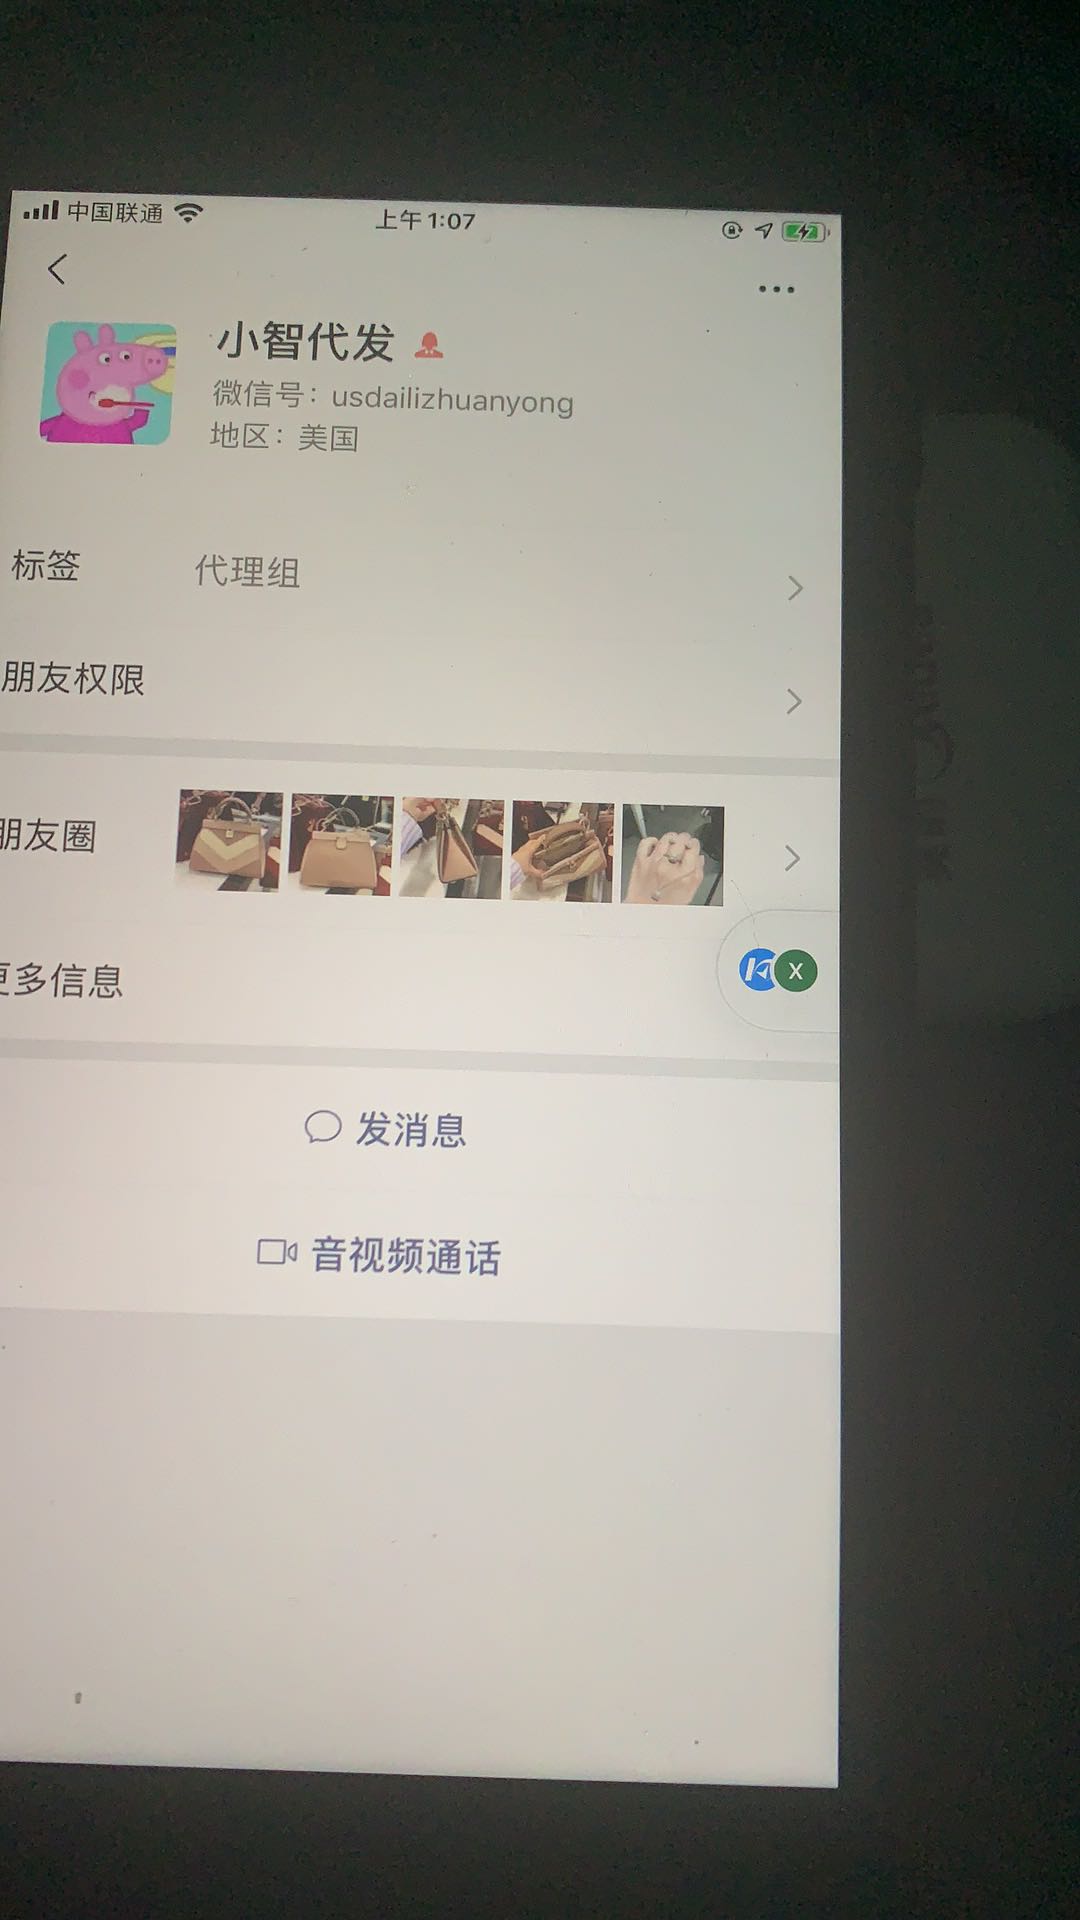 中国联通
上午1:07
小智代发
微信号：usdailizhuanyong
地区：美国
标签 代理组
朋友权限
朋友圈
更多信息
X
发消息
音视频通话